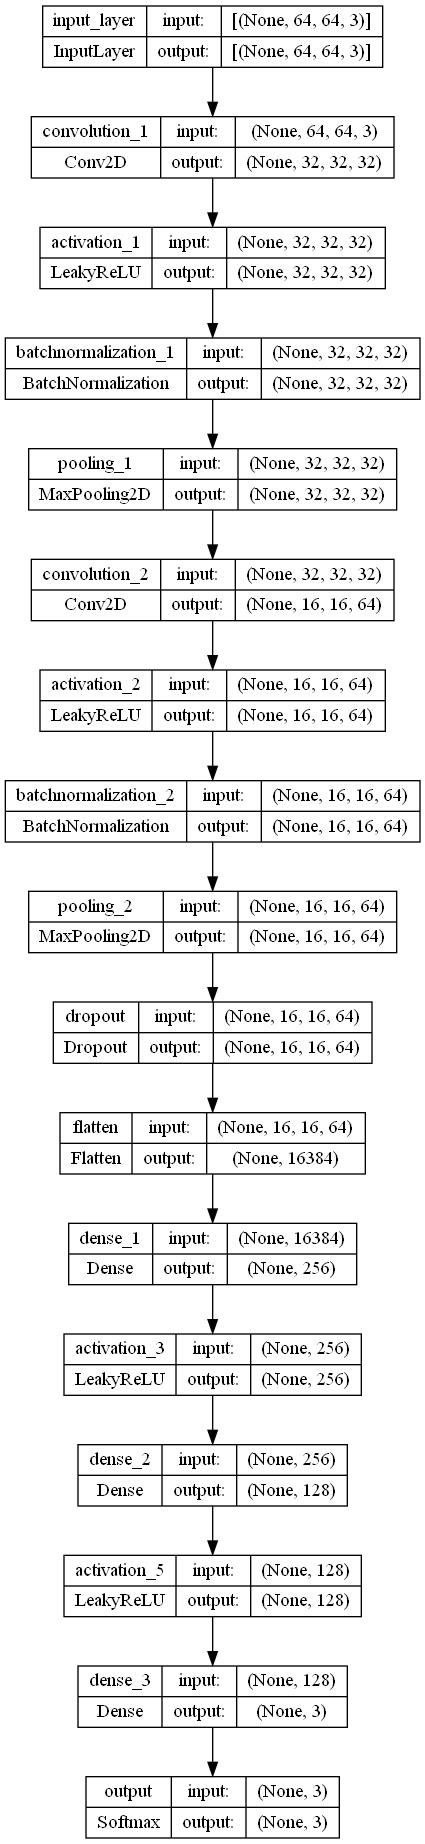 input_layer input: [(None, 64, 64, 3)]
InputLayer output: [(None, 64, 64, 3)]
convolution_1 input: (None, 64, 64, 3)
Conv2D output: (None, 32, 32, 32)
activation_1 input: (None, 32, 32, 32)
LeakyReLU output: (None, 32, 32, 32)
batchnormalization_1 input: (None, 32, 32, 32)
BatchNormalization output: (None, 32, 32, 32)
pooling_1 input: (None, 32, 32, 32)
MaxPooling2D output: (None, 32, 32, 32)
convolution_2 input: (None, 32, 32, 32)
Conv2D output: (None, 16, 16, 64)
activation_2 input: (None, 16, 16, 64)
LeakyReLU output: (None, 16, 16, 64)
batchnormalization_2 input: (None, 16, 16, 64)
BatchNormalization output: (None, 16, 16, 64)
pooling_2 input: (None, 16, 16, 64)
MaxPooling2D output: (None, 16, 16, 64)
dropout input: (None, 16, 16, 64)
Dropout output: (None, 16, 16, 64)
flatten input: (None, 16, 16, 64)
Flatten output: (None, 16384)
dense_1 input: (None, 16384)
Dense output: (None, 256)
activation_3 input: (None, 256)
LeakyReLU output: (None, 256)
dense_2 input: (None, 256)
Dense output: (None, 128)
activation_5 input: (None, 128)
LeakyReLU output: (None, 128)
dense_3 input: (None, 128)
Dense output: (None, 3)
output input: (None, 3)
Softmax output: (None, 3)